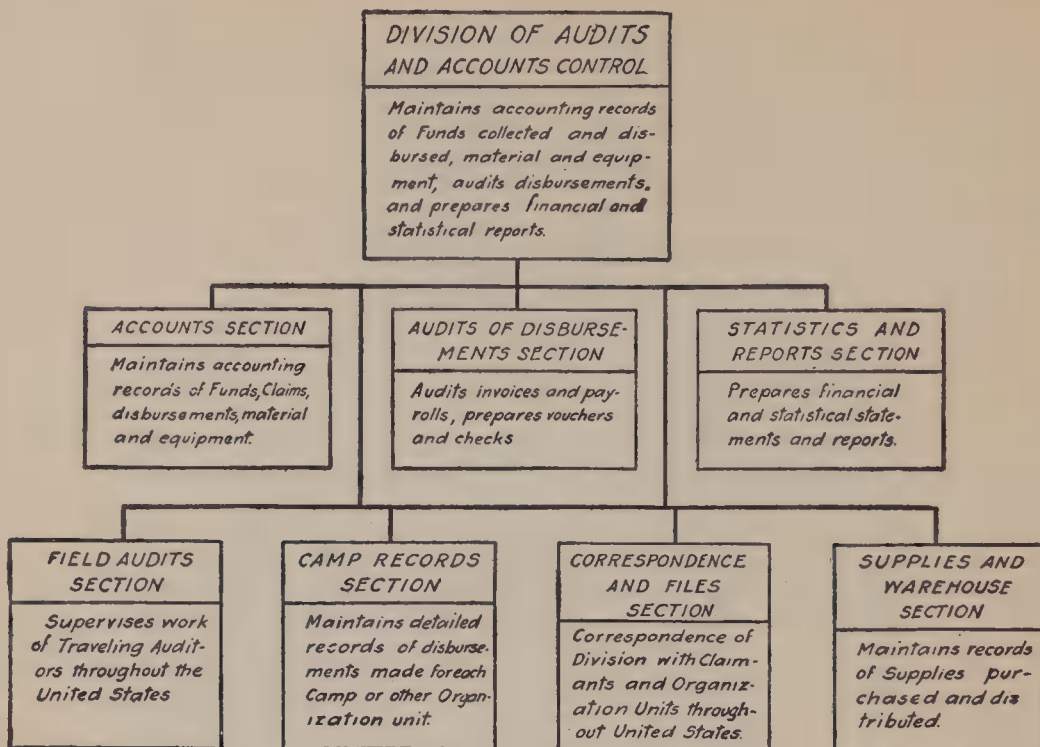 DIVISION OF AUDITS
AND ACCOUNTS CONTROL
Maintains accounting records
of Funds collected and dis-
bursed, material and equip-
ment, audits disbursements.
and prepares financial and
statistical reports.
ACCOUNTS SECTION
Maintains accounting
records of Funds, Claims,
disbursements, material
and equipment.
AUDITS OF DISBURSE-
MENTS SECTION
Audits invoices and pay-
rolls, prepares vouchers
and checks
STATISTICS AND
REPORTS SECTION
Prepares financial
and statistical state-
ments and reports.
FIELD AUDITS
SECTION
Supervises work
of Traveling Audit-
ors throughout the
United States
CAMP RECORDS
SECTION
Maintains detailed
records of disburse-
ments made foreach
Camp or other Organ-
ization unit.
CORRESPONDENCE
AND FILES
SECTION
Correspondence of
Division with Claim-
ants and Organiz-
ation Units through-
out United States.
SUPPLIES AND
WAREHOUSE
SECTION
Maintains records
of Supplies pur-
chased and dis
tributed.